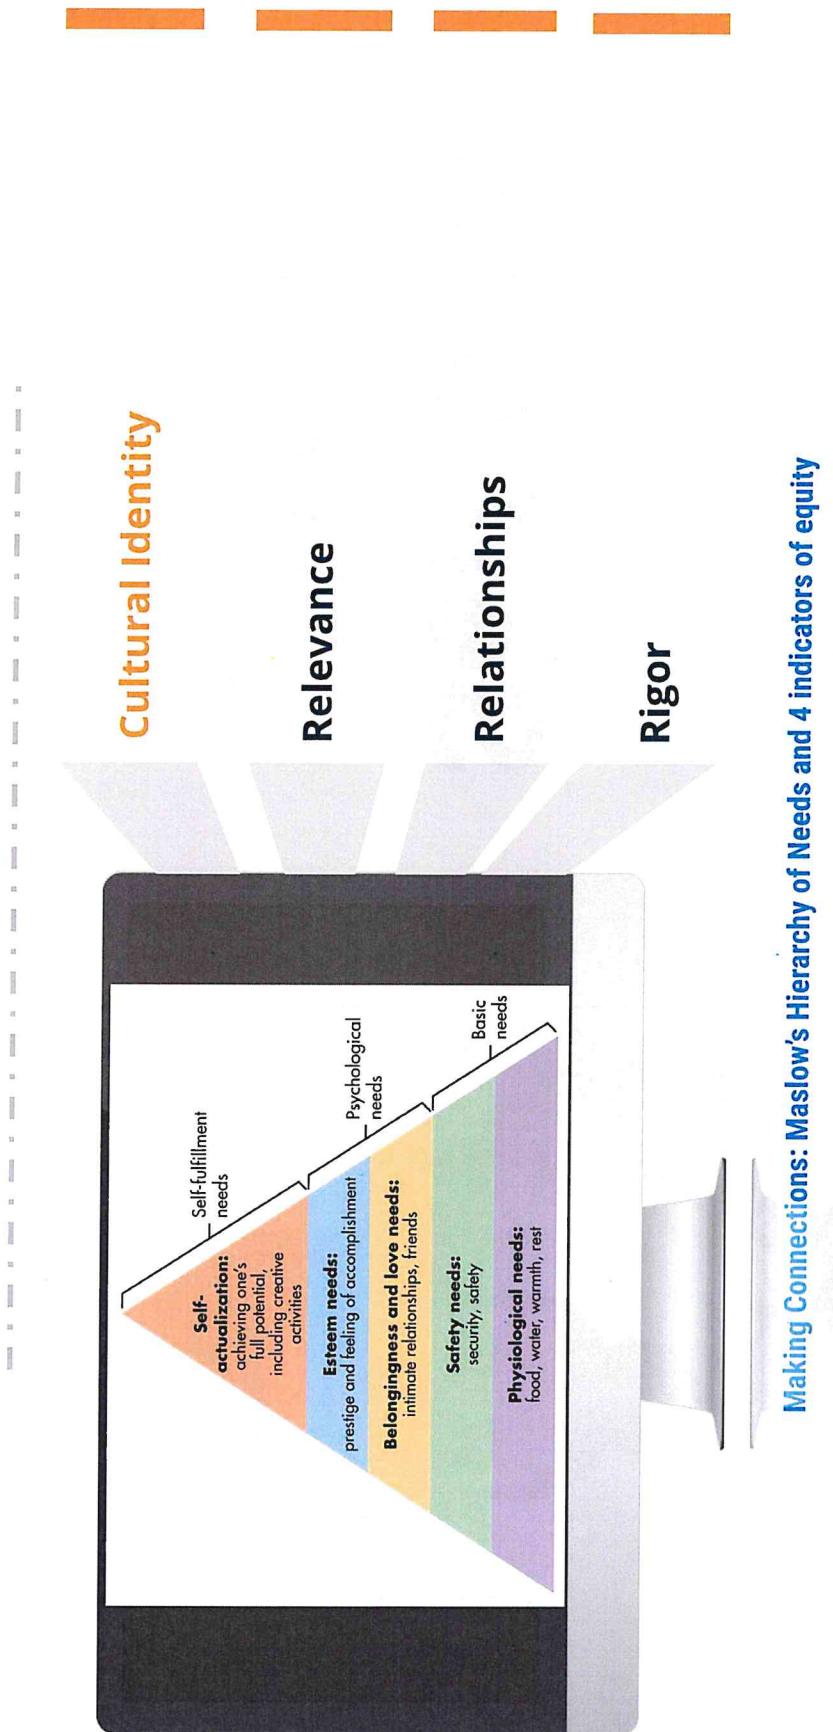 Self-
actualization:
achieving one's
full potential,
including creative
activities
Esteem needs:
prestige and feeling of accomplishment
Belongingness and love needs:
intimate relationships, friends
Safety needs:
security, safety
Physiological needs:
food, water, warmth, rest
Self-fulfillment
needs
Psychological
needs
Basic
needs
Cultural Identity
Relevance
Relationships
Rigor
Making Connections: Maslow's Hierarchy of Needs and 4 indicators of equity